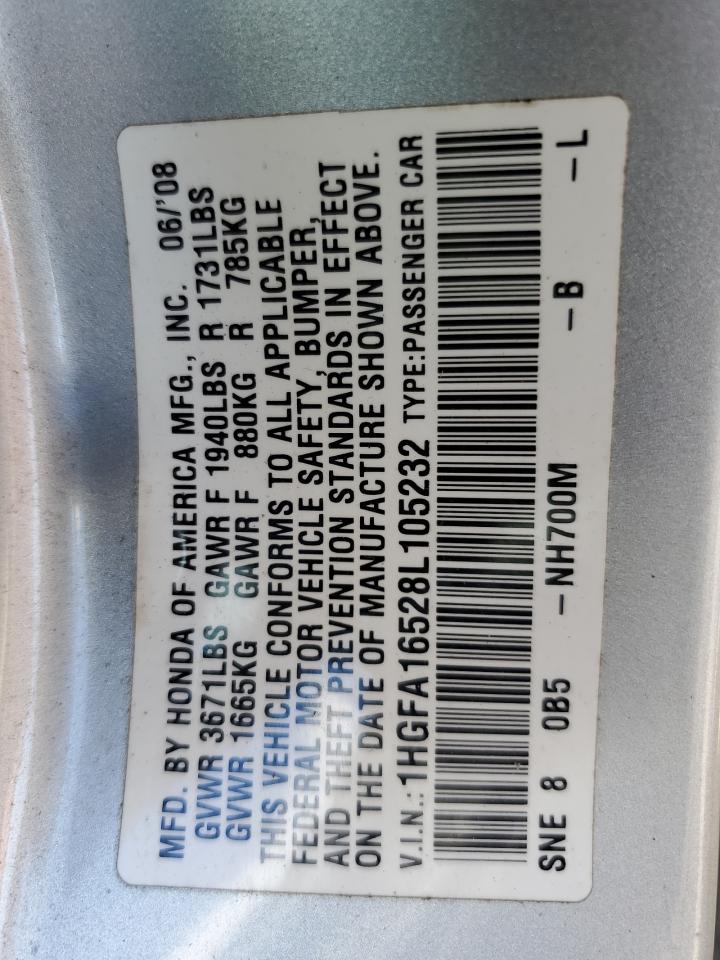 MFD. BY HONDA OF AMERICA MFG., INC. 06/'08
GVWR 3671LBS GAWR F 1940LBS R 1731LBS
GVWR 1665KG GAWR F 880KG R 785KG
THIS VEHICLE CONFORMS TO ALL APPLICABLE
FEDERAL MOTOR VEHICLE SAFETY, BUMPER,
AND THEFT PREVENTION STANDARDS IN EFFECT
ON THE DATE OF MANUFACTURE SHOWN ABOVE.
V.I.N.:1HGFA16528L105232 TYPE:PASSENGER CAR
SNE 8 0B5 -NH700M -B -L